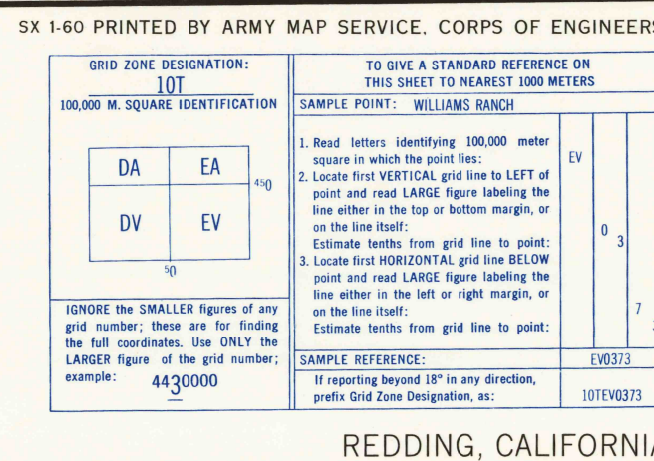 SX 1-60 PRINTED BY ARMY MAP SERVICE, CORPS OF ENGINEERS
GRID ZONE DESIGNATION:
10T
100,000 M. SQUARE IDENTIFICATION
DA EA
450
DV EV
50
IGNORE the SMALLER figures of any
grid number; these are for finding
the full coordinates. Use ONLY the
LARGER figure of the grid number;
example: 4430000
TO GIVE A STANDARD REFERENCE ON
THIS SHEET TO NEAREST 1000 METERS
SAMPLE POINT: WILLIAMS RANCH
1. Read letters identifying 100,000 meter
square in which the point lies: EV
2. Locate first VERTICAL grid line to LEFT of
point and read LARGE figure labeling the
line either in the top or bottom margin, or
on the line itself: 0
Estimate tenths from grid line to point: 3
3. Locate first HORIZONTAL grid line BELOW
point and read LARGE figure labeling the
line either in the left or right margin, or
on the line itself: 7
Estimate tenths from grid line to point:
SAMPLE REFERENCE: EV0373
If reporting beyond 18° in any direction,
prefix Grid Zone Designation, as: 10TEV0373
REDDING, CALIFORNIA